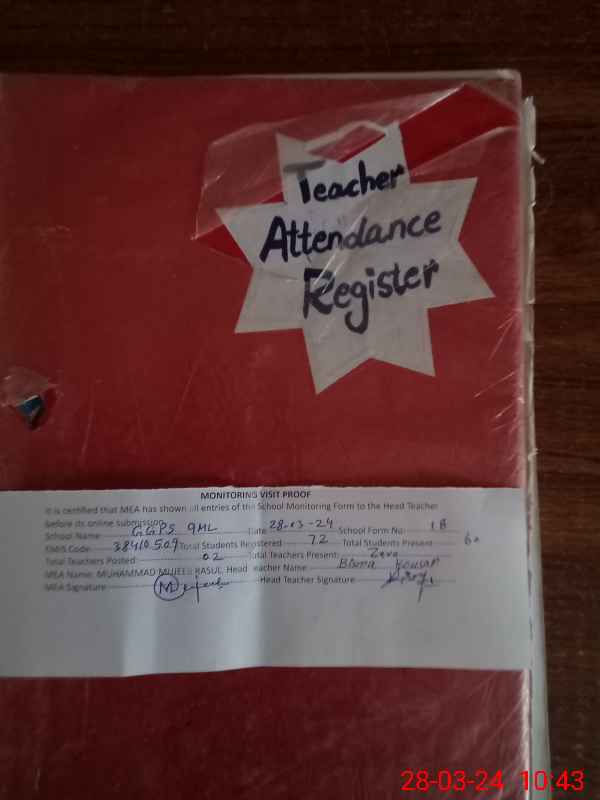 Teacher
Attendance
Register
MONITORING VISIT PROOF
It is certified that MEA has shown all entries of the School Monitoring Form to the Head Teacher
before its online submission.
School Name GGPS 9ML Date 28-03-24 School Form No. 18
EMIS Code 38410509 Total Students Registered 72 Total Students Present 60
Total Teachers Posted 02 Total Teachers Present Zero
MEA Name: MUHAMMAD MUJEEB RASUL, Head Teacher Name Bisma Kousar
MEA Signature Head Teacher Signature
28-03-24 10:43